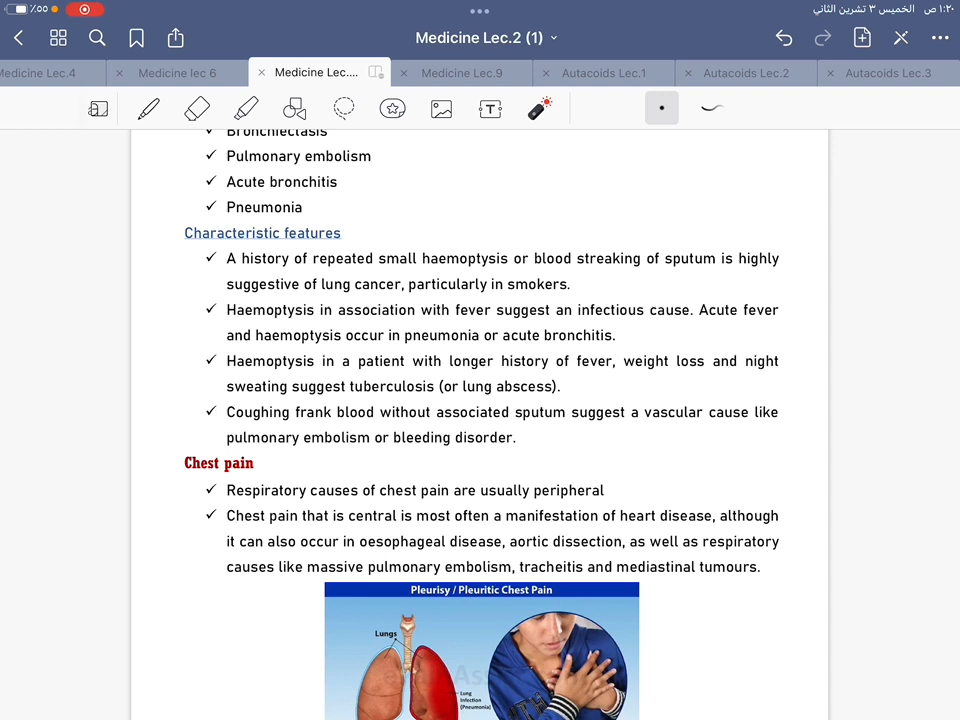 ١:٢٠ ص الخميس ٣ تشرين الثاني
٪٥٥
Medicine Lec.2 (1)
Medicine Lec.4
Medicine lec 6
Medicine Lec....
Medicine Lec.9
Autacoids Lec.1
Autacoids Lec.2
Autacoids Lec.3
T
✓ Bronchiectasis
✓ Pulmonary embolism
✓ Acute bronchitis
✓ Pneumonia
Characteristic features
✓ A history of repeated small haemoptysis or blood streaking of sputum is highly
suggestive of lung cancer, particularly in smokers.
✓ Haemoptysis in association with fever suggest an infectious cause. Acute fever
and haemoptysis occur in pneumonia or acute bronchitis.
✓ Haemoptysis in a patient with longer history of fever, weight loss and night
sweating suggest tuberculosis (or lung abscess).
✓ Coughing frank blood without associated sputum suggest a vascular cause like
pulmonary embolism or bleeding disorder.
Chest pain
✓ Respiratory causes of chest pain are usually peripheral
✓ Chest pain that is central is most often a manifestation of heart disease, although
it can also occur in oesophageal disease, aortic dissection, as well as respiratory
causes like massive pulmonary embolism, tracheitis and mediastinal tumours.
Pleurisy / Pleuritic Chest Pain
Lungs
Lung
Infection
(Pneumonia)